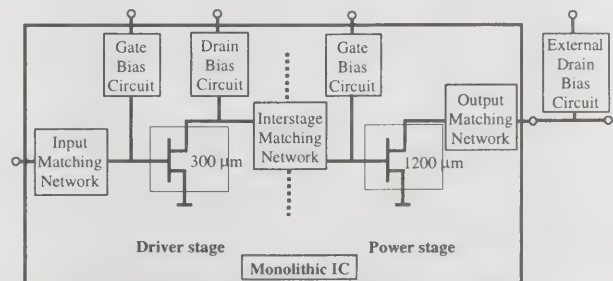 Gate
Bias
Circuit
Drain
Bias
Circuit
Gate
Bias
Circuit
External
Drain
Bias
Circuit
Input
Matching
Network
300 µm
Interstage
Matching
Network
1200 µm
Output
Matching
Network
Driver stage
Power stage
Monolithic IC